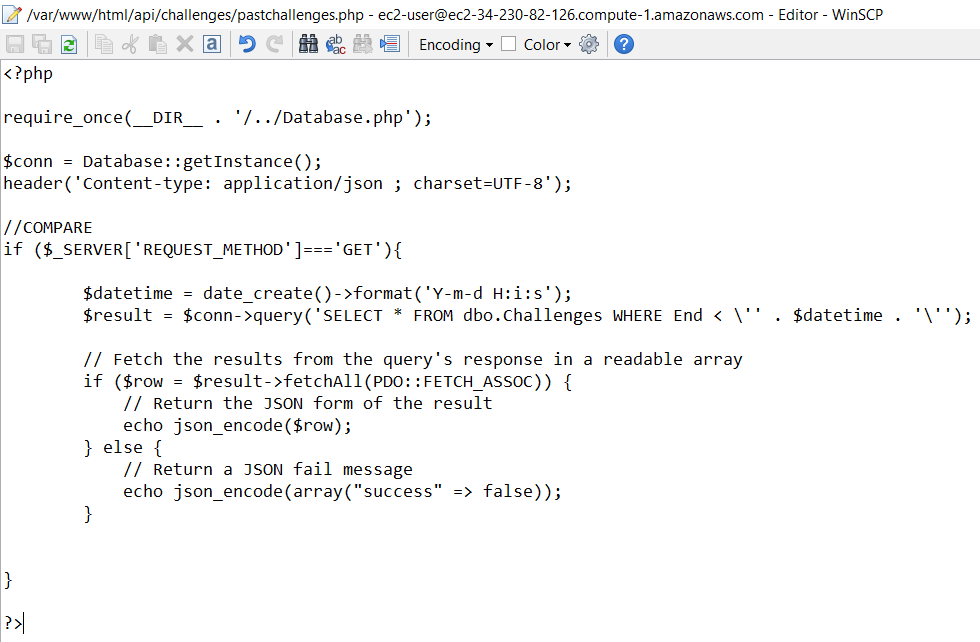 /var/www/html/api/challenges/pastchallenges.php - ec2-user@ec2-34-230-82-126.compute-1.amazonaws.com - Editor - WinSCP
a ab ac Encoding Color ?
<?php
require_once(__DIR__ . '/../Database.php');
$conn = Database::getInstance();
header('Content-type: application/json ; charset=UTF-8');
//COMPARE
if ($_SERVER['REQUEST_METHOD']==='GET'){
        $datetime = date_create()->format('Y-m-d H:i:s');
        $result = $conn->query('SELECT * FROM dbo.Challenges WHERE End < \'' . $datetime . '\'');
        // Fetch the results from the query's response in a readable array
        if ($row = $result->fetchAll(PDO::FETCH_ASSOC)) {
            // Return the JSON form of the result
            echo json_encode($row);
        } else {
            // Return a JSON fail message
            echo json_encode(array("success" => false));
        }
}
?>